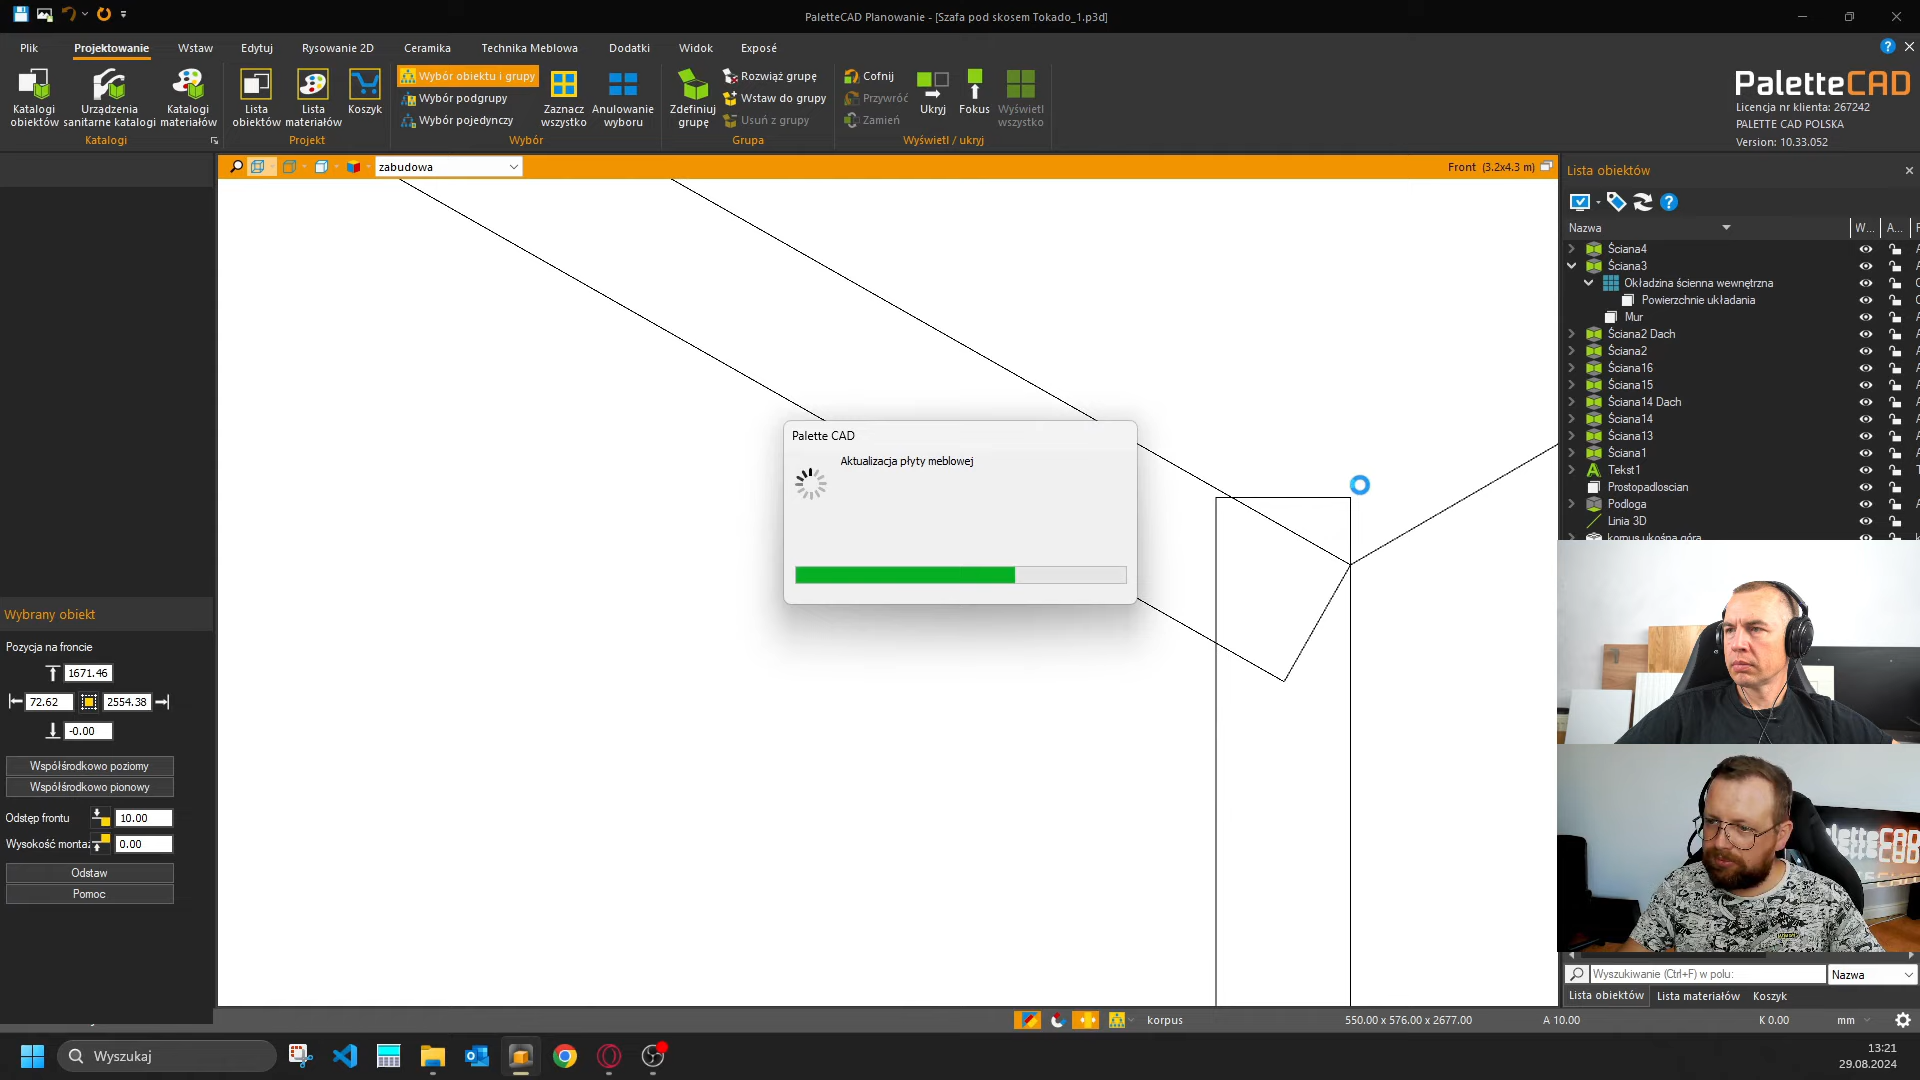 PaletteCAD Planowanie - [Szafa pod skosem Tokado_1.p3d]
Plik
Projektowanie
Wstaw
Edytuj
Rysowanie 2D
Ceramika
Technika Meblowa
Dodatki
Widok
Exposé
Katalogi obiektów
Urządzenia sanitarne katalogi
Katalogi materiałów
Katalogi
Lista obiektów
Lista materiałów
Koszyk
Projekt
Wybór obiektu i grupy
Wybór podgrupy
Wybór pojedynczy
Zaznacz wszystko
Anulowanie wyboru
Wybór
Zdefiniuj grupę
Rozwiąż grupę
Wstaw do grupy
Usuń z grupy
Grupa
Cofnij
Przywróć
Zamień
Ukryj
Fokus
Wyświetl wszystko
Wyświetl / ukryj
PaletteCAD
Licencja nr klienta: 267242
PALETTE CAD POLSKA
Version: 10.33.052
zabudowa
Front (3.2x4.3 m)
Lista obiektów
Nazwa
W...
A...
Ściana4
Ściana3
Okładzina ścienna wewnętrzna
Powierzchnie układania
Mur
Ściana2 Dach
Ściana2
Ściana16
Ściana15
Ściana14 Dach
Ściana14
Ściana13
Ściana1
Tekst1
Prostopadloscian
Podloga
Linia 3D
korpus ukośna góra
Palette CAD
Aktualizacja płyty meblowej
Wybrany obiekt
Pozycja na froncie
1671.46
72.62
2554.38
-0.00
Współśrodkowo poziomy
Współśrodkowo pionowy
Odstęp frontu
10.00
Wysokość montaż
0.00
Odstaw
Pomoc
Wyszukiwanie (Ctrl+F) w polu:
Nazwa
Lista obiektów
Lista materiałów
Koszyk
korpus
550.00 x 576.00 x 2677.00
A 10.00
K 0.00
mm
Wyszukaj
13:21
29.08.2024